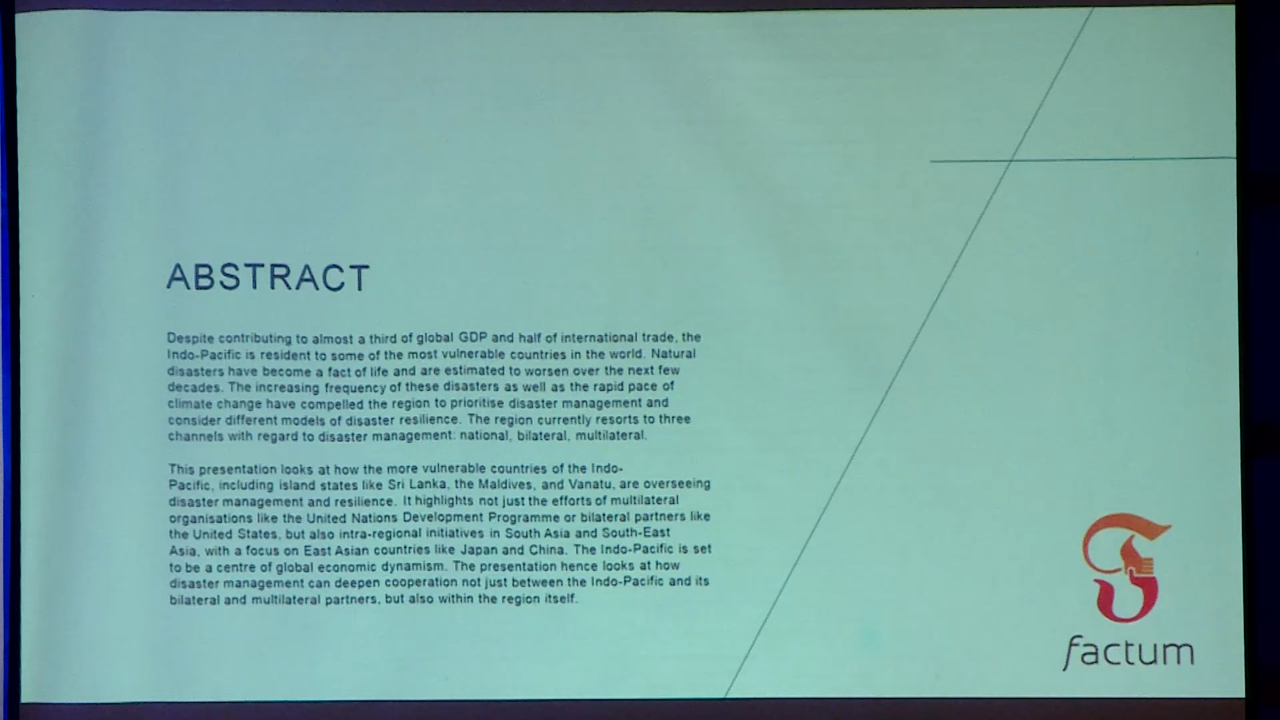 ABSTRACT
Despite contributing to almost a third of global GDP and half of international trade, the
Indo-Pacific is resident to some of the most vulnerable countries in the world. Natural
disasters have become a fact of life and are estimated to worsen over the next few
decades. The increasing frequency of these disasters as well as the rapid pace of
climate change have compelled the region to prioritise disaster management and
consider different models of disaster resilience. The region currently resorts to three
channels with regard to disaster management: national, bilateral, multilateral.
This presentation looks at how the more vulnerable countries of the Indo-
Pacific, including island states like Sri Lanka, the Maldives, and Vanatu, are overseeing
disaster management and resilience. It highlights not just the efforts of multilateral
organisations like the United Nations Development Programme or bilateral partners like
the United States, but also intra-regional initiatives in South Asia and South-East
Asia, with a focus on East Asian countries like Japan and China. The Indo-Pacific is set
to be a centre of global economic dynamism. The presentation hence looks at how
disaster management can deepen cooperation not just between the Indo-Pacific and its
bilateral and multilateral partners, but also within the region itself.
factum